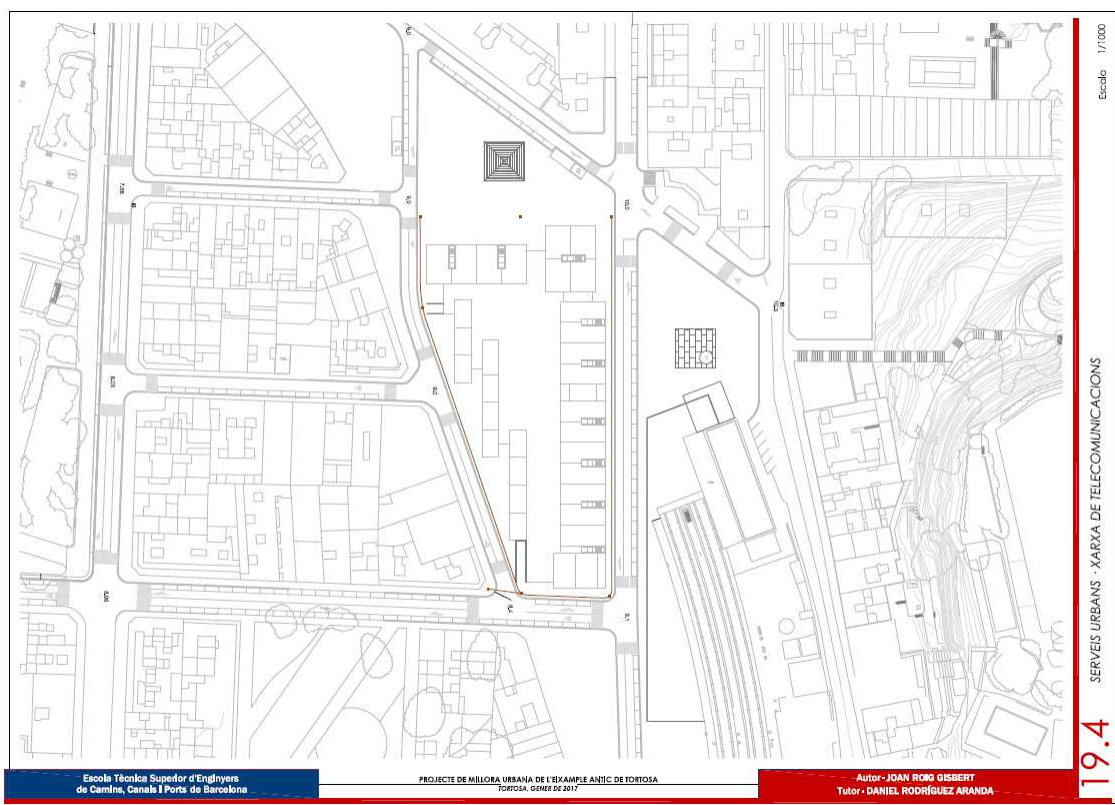 Escala 1/1000
SERVEIS URBANS - XARXA DE TELECOMUNICACIONS
19.4
Escola Tècnica Superior d'Enginyers
de Camins, Canals i Ports de Barcelona
PROJECTE DE MILLORA URBANA DE L'EIXAMPLE ANTIC DE TORTOSA
TORTOSA, GENER DE 2017
Autor - JOAN ROIG GISBERT
Tutor - DANIEL RODRÍGUEZ ARANDA